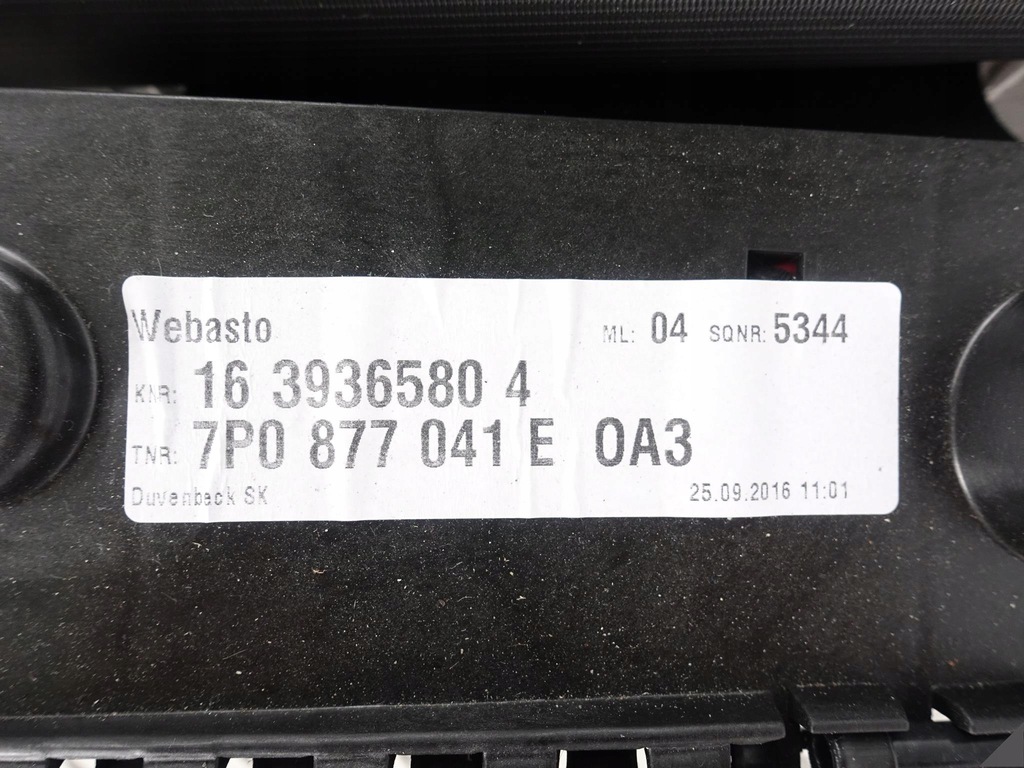 Webasto ML: 04 SQNR: 5344
KNR: 16 3936580 4
TNR: 7P0 877 041 E 0A3
Duvenback SK 25.09.2016 11:01